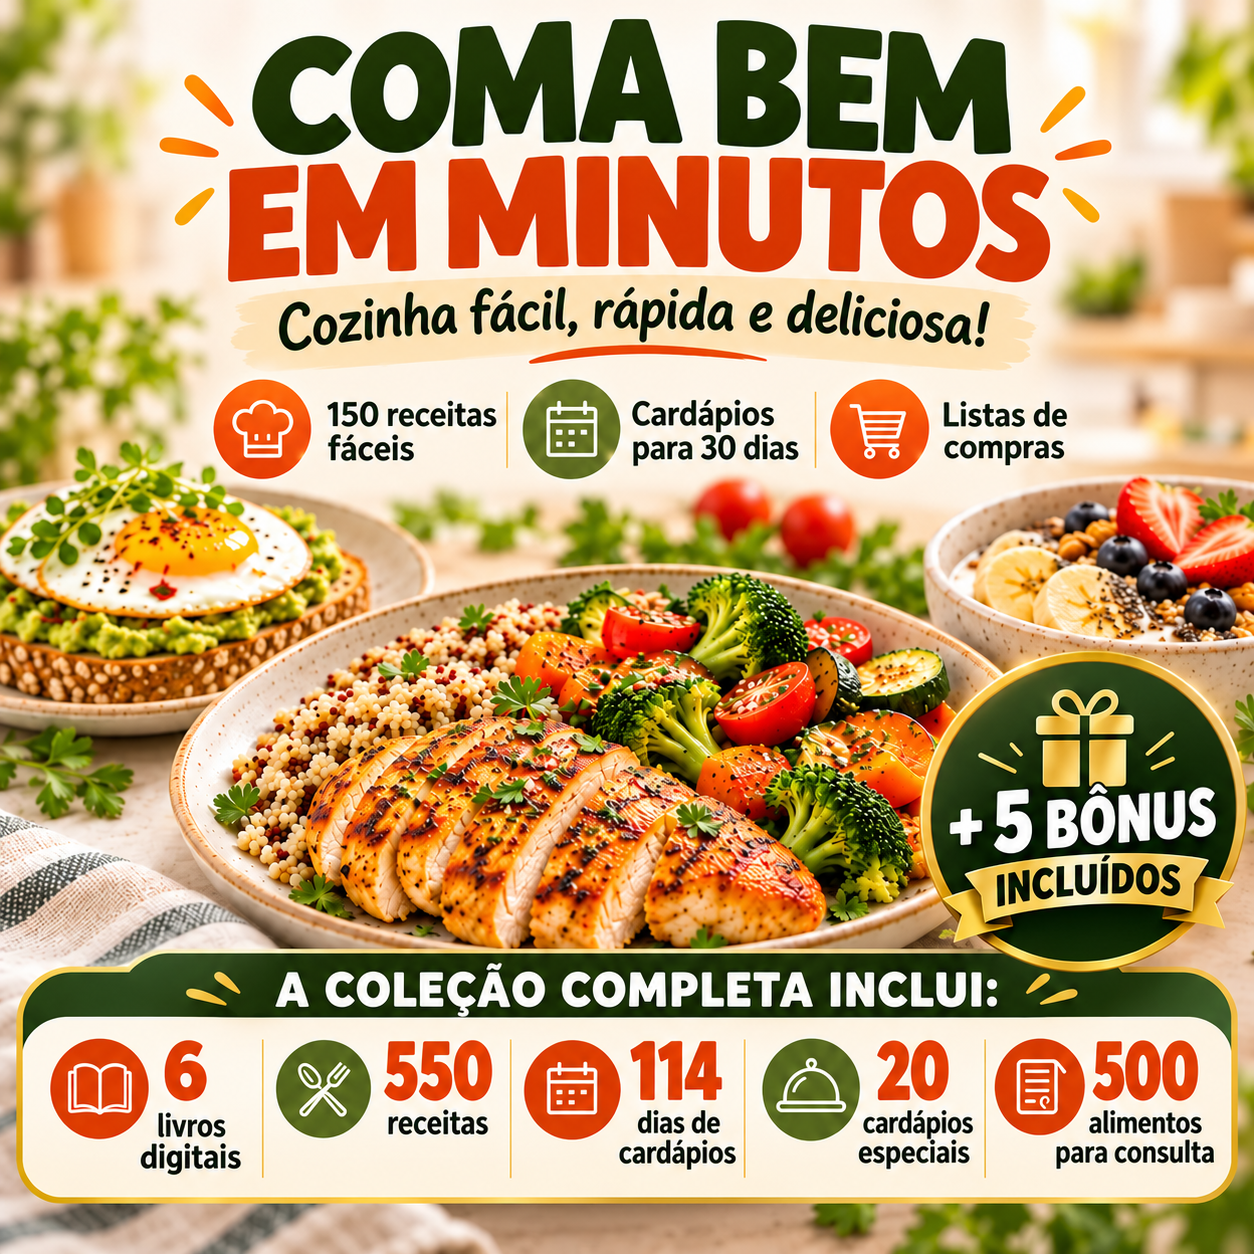 COMA BEM
EM MINUTOS
Cozinha fácil, rápida e deliciosa!
150 receitas
fáceis
Cardápios
para 30 dias
Listas de
compras
+ 5 BÔNUS
INCLUÍDOS
A COLEÇÃO COMPLETA INCLUI:
6
livros
digitais
550
receitas
114
dias de
cardápios
20
cardápios
especiais
500
alimentos
para consulta